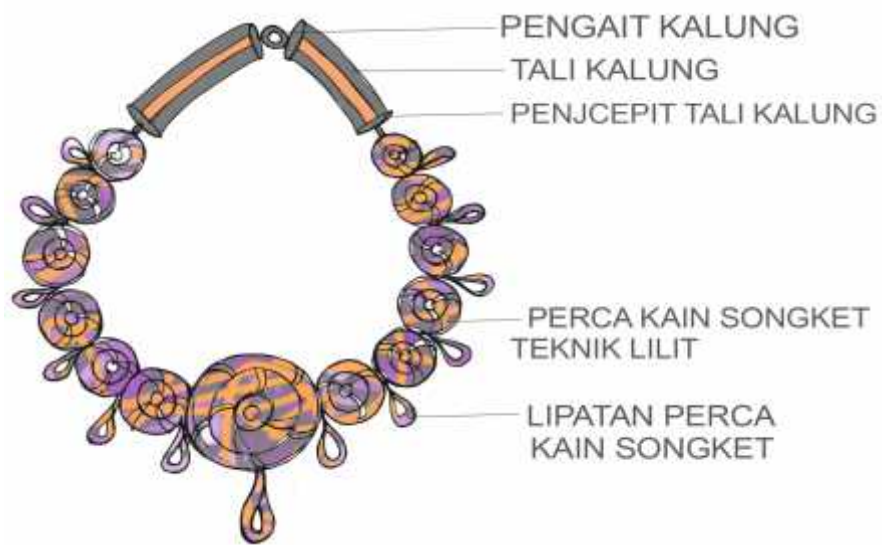 PENGAIT KALUNG
TALI KALUNG
PENJCEPIT TALI KALUNG
PERCA KAIN SONGKET
TEKNIK LILIT
LIPATAN PERCA
KAIN SONGKET